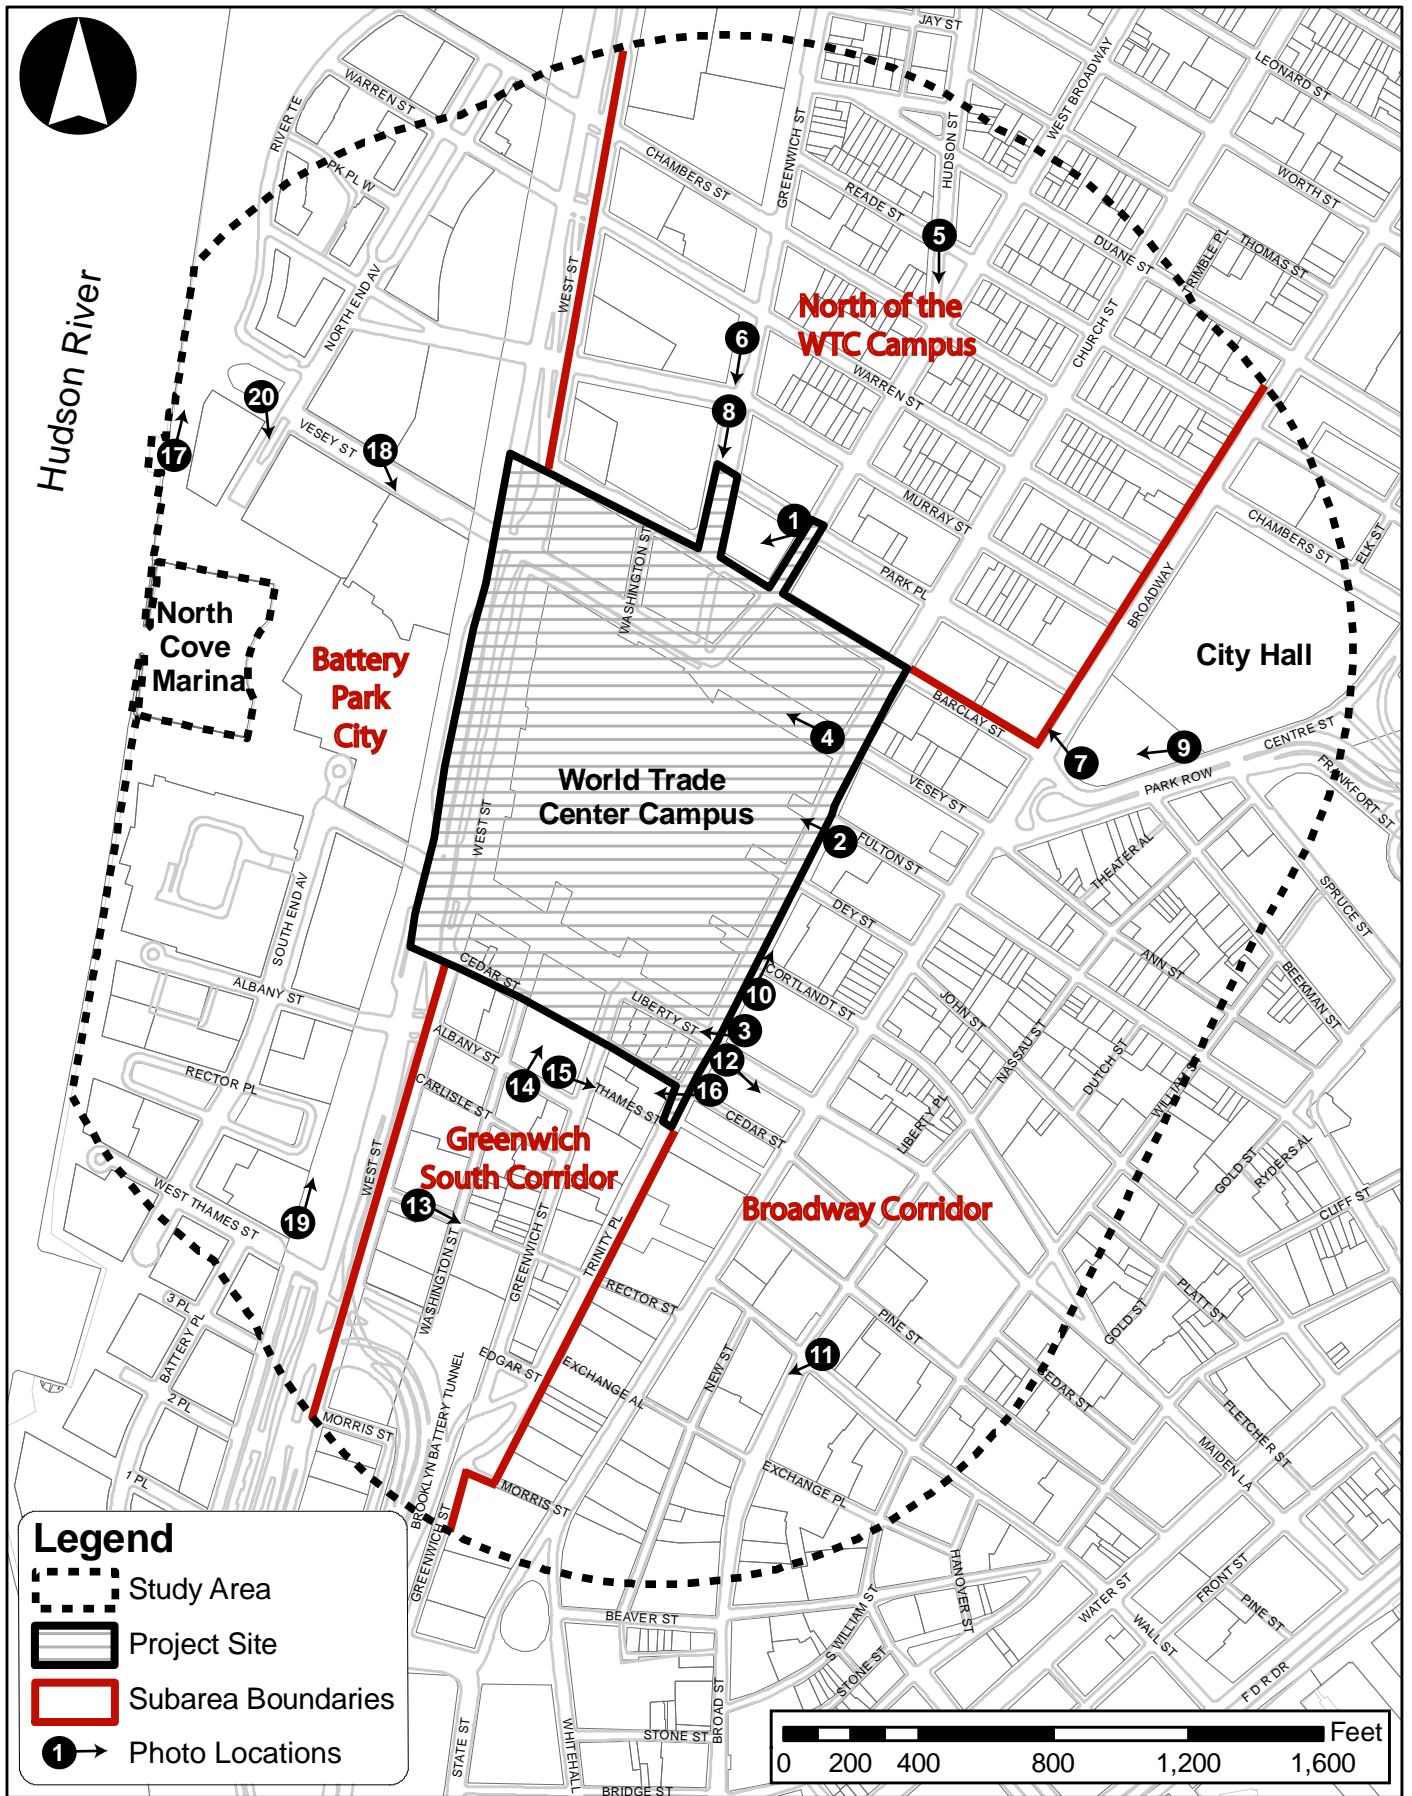 JAY ST
LEONARD ST
WARREN ST
RIVER TE
PK PL W
CHAMBERS ST
GREENWICH ST
HUDSON ST
WEST BROADWAY
WORTH ST
READE ST
5
DUANE ST
TRIMBLE PL
THOMAS ST
WEST ST
NORTH END AV
Hudson River
North of the
WTC Campus
CHURCH ST
6
WARREN ST
20
8
VESEY ST
18
17
1
MURRAY ST
CHAMBERS ST
ELK ST
WASHINGTON ST
PARK PL
BROADWAY
North
Cove
Marina
Battery
Park
City
City Hall
BARCLAY ST
4
7
9
CENTRE ST
PARK ROW
FRANKFORT ST
World Trade
Center Campus
VESEY ST
WEST ST
2
FULTON ST
THEATER AL
SPRUCE ST
SOUTH END AV
DEY ST
CEDAR ST
ANN ST
BEEKMAN ST
ALBANY ST
LIBERTY ST
10
CORTLANDT ST
JOHN ST
3
ALBANY ST
NASSAU ST
DUTCH ST
WILLIAM ST
12
RECTOR PL
CARLISLE ST
14
15
THAMES ST
16
CEDAR ST
LIBERTY PL
Greenwich
South Corridor
GOLD ST
RYDERS AL
WEST ST
WEST THAMES ST
19
13
Broadway Corridor
CLIFF ST
WASHINGTON ST
GREENWICH ST
TRINITY PL
RECTOR ST
3 PL
BATTERY PL
PINE ST
PLATT ST
GOLD ST
11
EDGAR ST
EXCHANGE AL
NEW ST
CEDAR ST
2 PL
MORRIS ST
FLETCHER ST
MAIDEN LA
BROOKLYN BATTERY TUNNEL
1 PL
MORRIS ST
EXCHANGE PL
GREENWICH ST
HANOVER ST
FRONT ST
WATER ST
PINE ST
WALL ST
BEAVER ST
S WILLIAM ST
STONE ST
F D R DR
STATE ST
WHITEHALL
STONE ST
BROAD ST
BRIDGE ST
Legend
Study Area
Project Site
Subarea Boundaries
1 Photo Locations
Feet
0 200 400 800 1,200 1,600